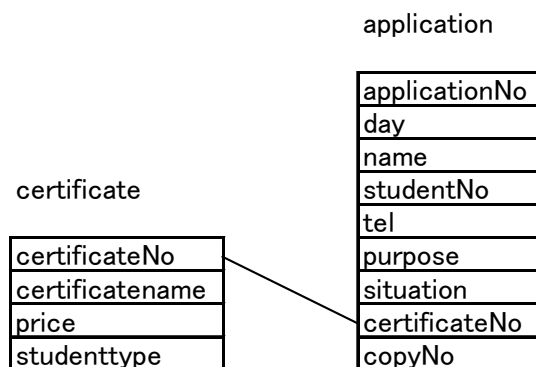 application
applicationNo
day
name
studentNo
tel
purpose
situation
certificateNo
copyNo
certificate
certificateNo
certificatename
price
studenttype